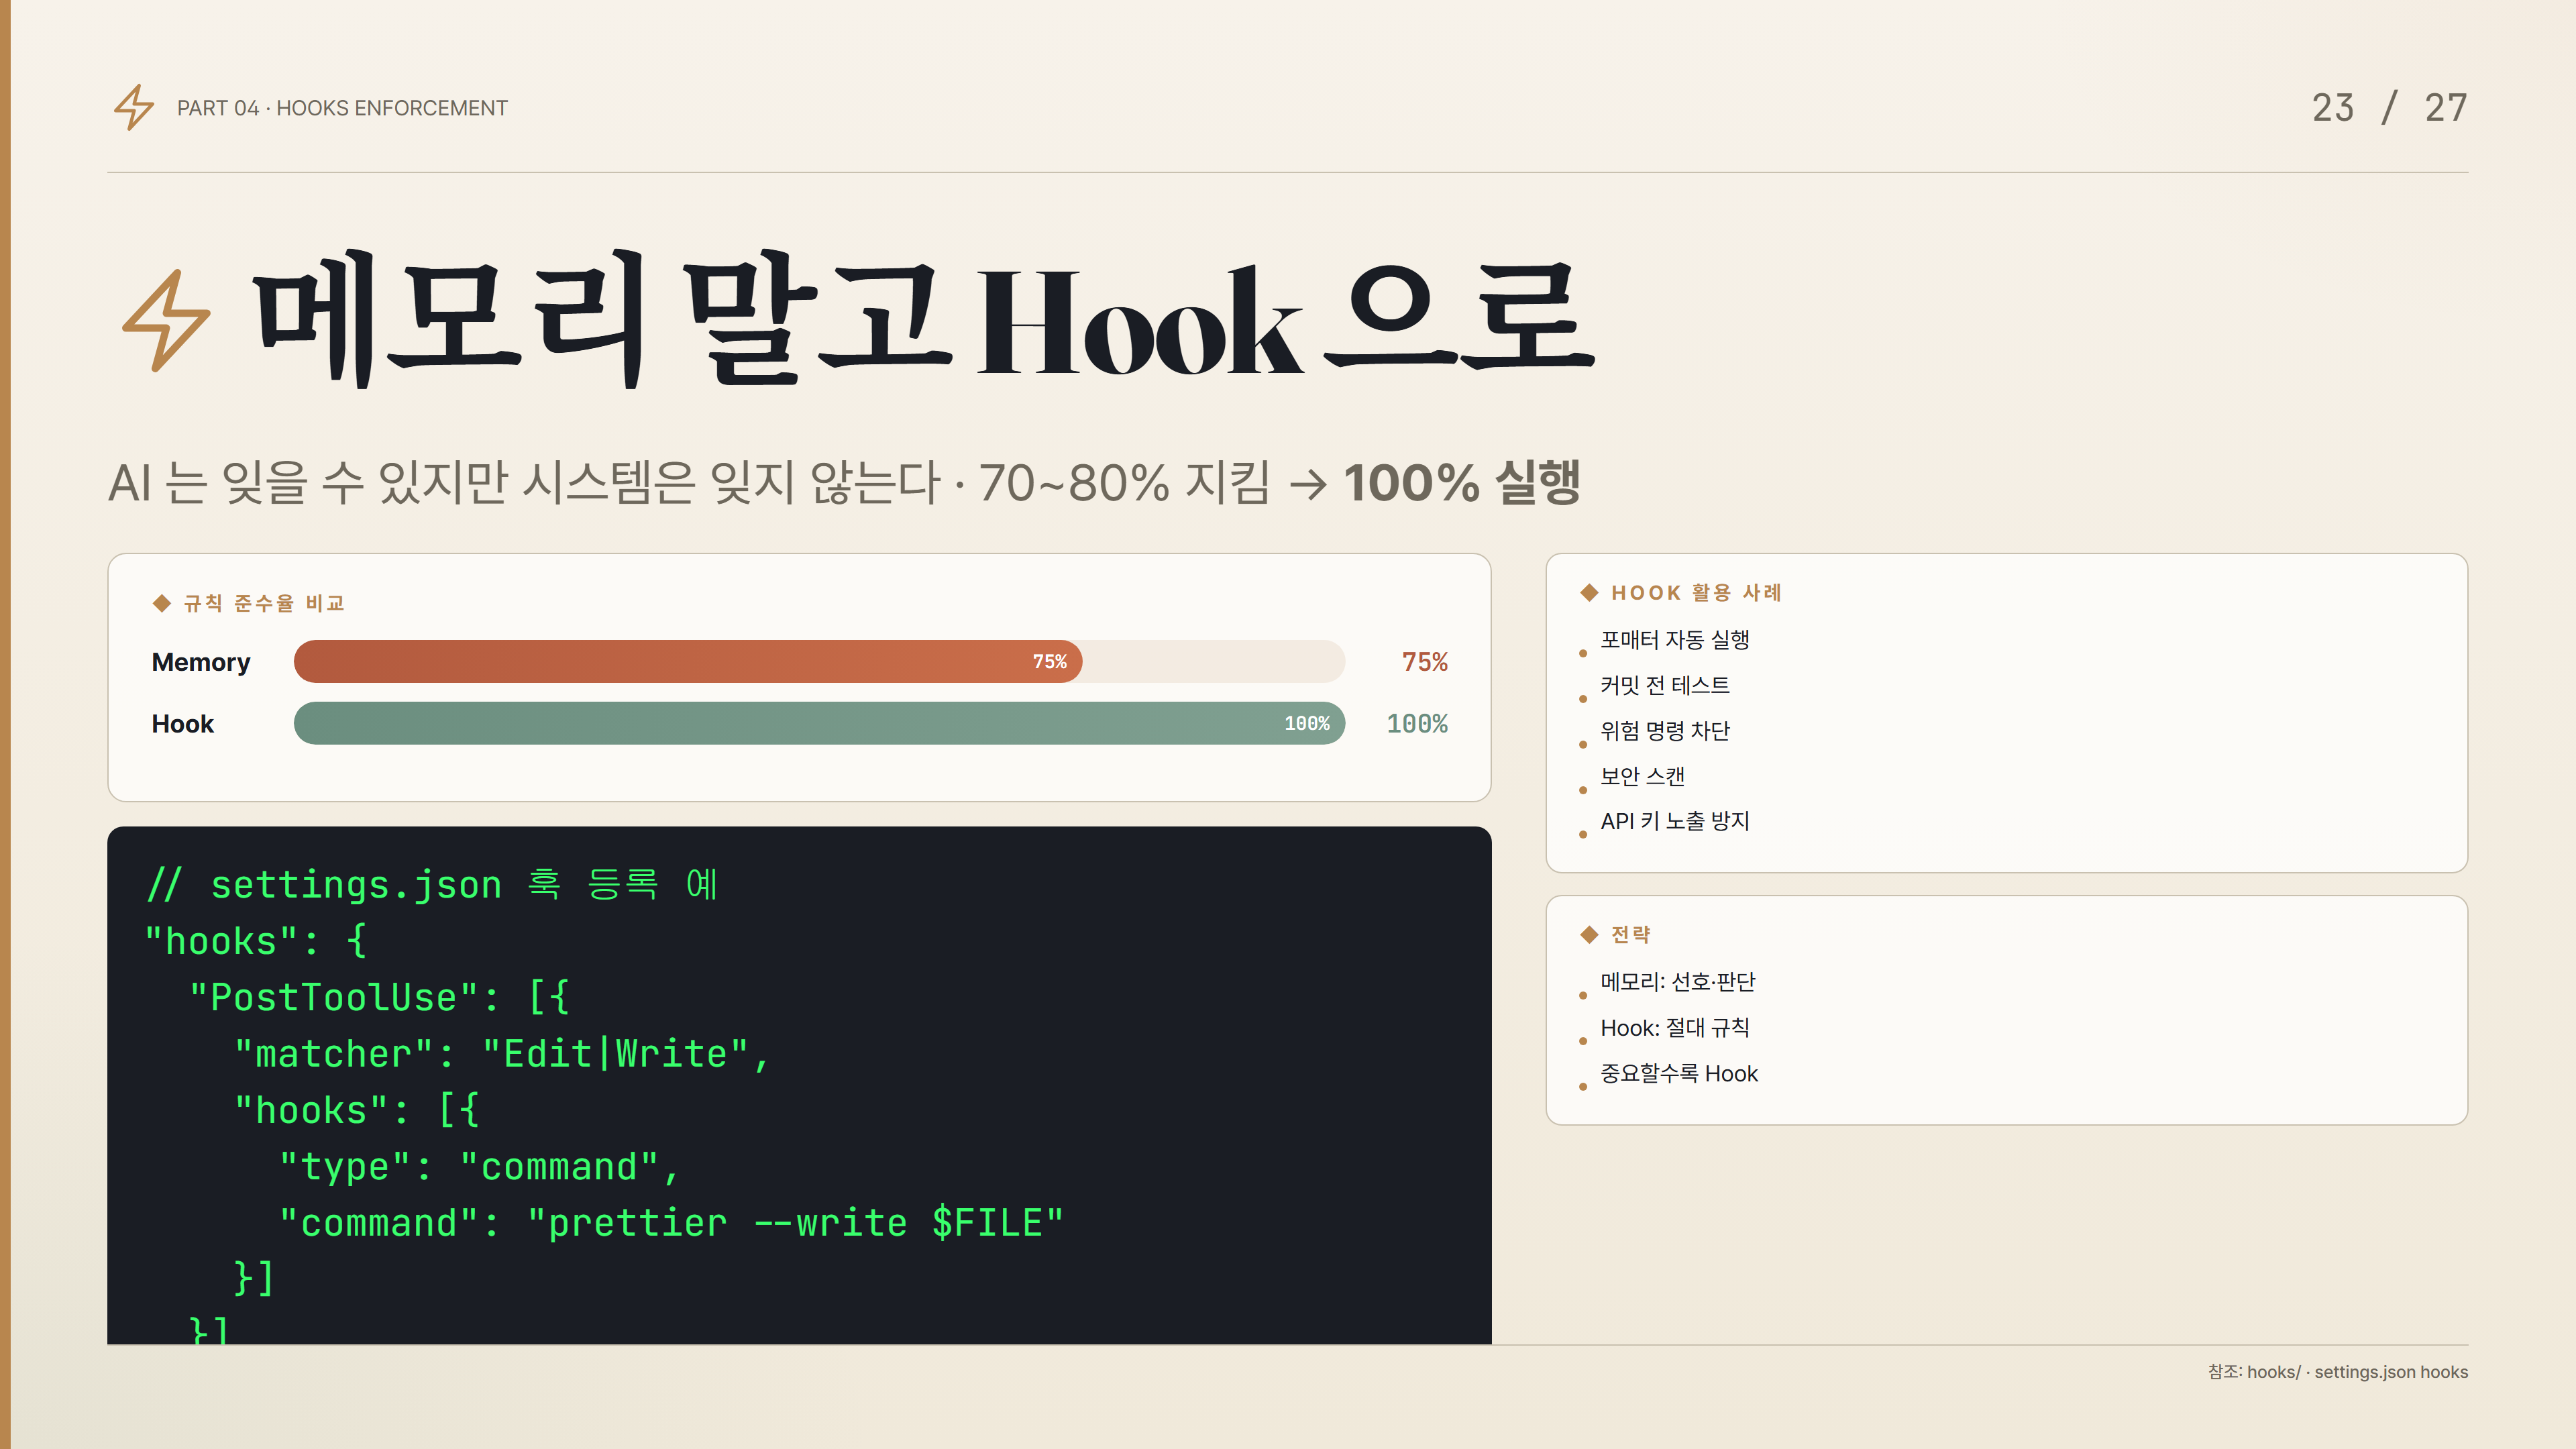 PART 04 · HOOKS ENFORCEMENT
23 / 27
메모리 말고 Hook 으로
AI 는 잊을 수 있지만 시스템은 잊지 않는다 · 70~80% 지킴 → 100% 실행
◆ 규칙 준수율 비교
Memory 75% 75%
Hook 100% 100%
// settings.json 훅 등록 예
"hooks": {
  "PostToolUse": [{
    "matcher": "Edit|Write",
    "hooks": [{
      "type": "command",
      "command": "prettier --write $FILE"
    }]
  }]
◆ HOOK 활용 사례
• 포매터 자동 실행
• 커밋 전 테스트
• 위험 명령 차단
• 보안 스캔
• API 키 노출 방지
◆ 전략
• 메모리: 선호·판단
• Hook: 절대 규칙
• 중요할수록 Hook
참조: hooks/ · settings.json hooks